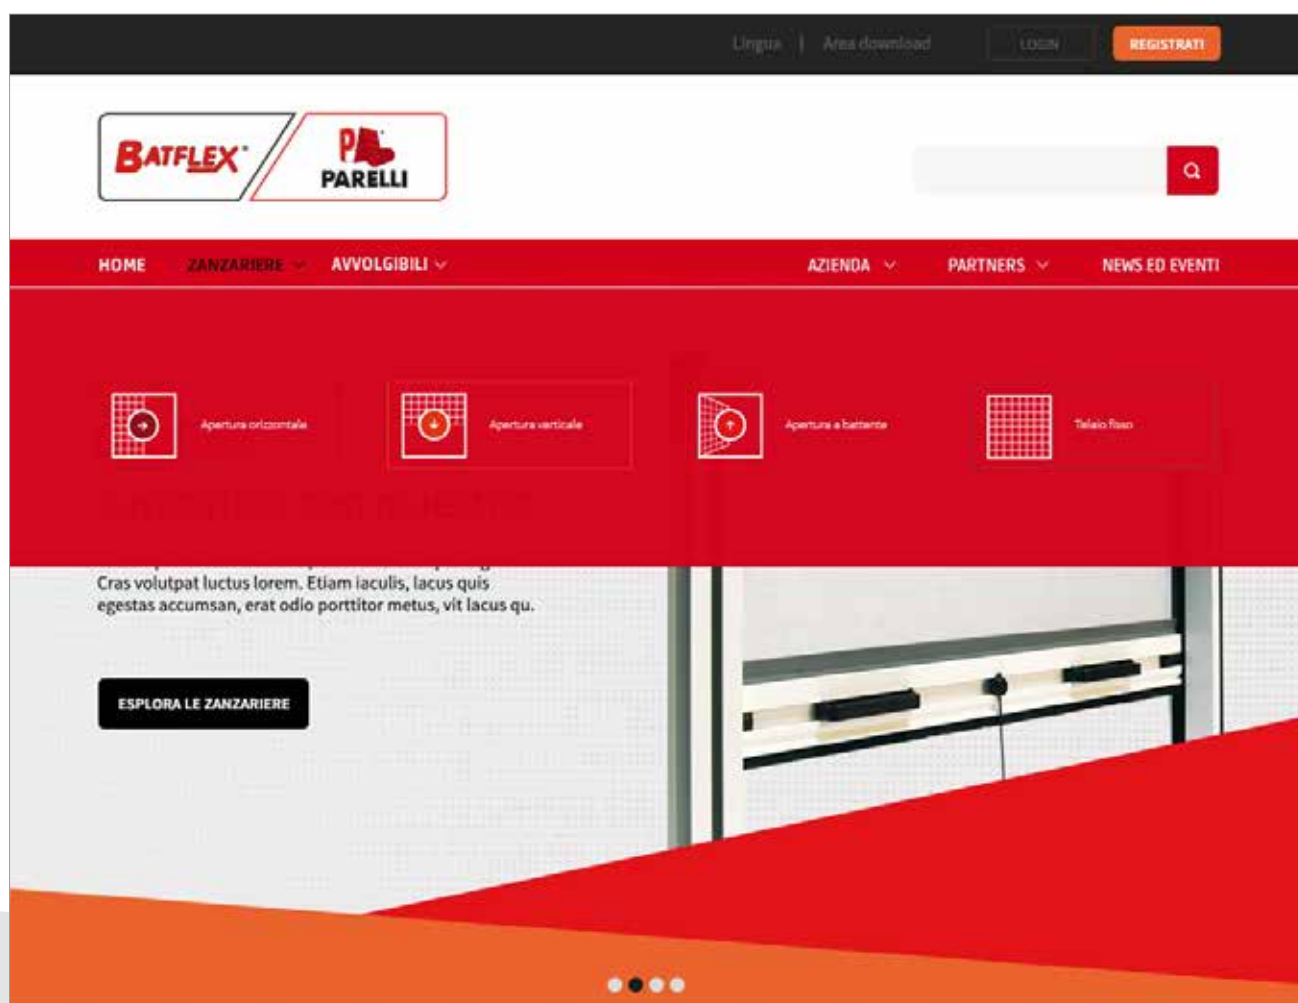 Lingua | Area download LOGIN REGISTRATI
BATFLEX®
PARELLI
HOME ZANZARIERE AVVOLGIBILI AZIENDA PARTNERS NEWS ED EVENTI
Apertura orizzontale
Apertura verticale
Apertura a battente
Telaio fisso
Cras volutpat luctus lorem. Etiam iaculis, lacus quis
egestas accumsan, erat odio porttitor metus, vit lacus qu.
ESPLORA LE ZANZARIERE